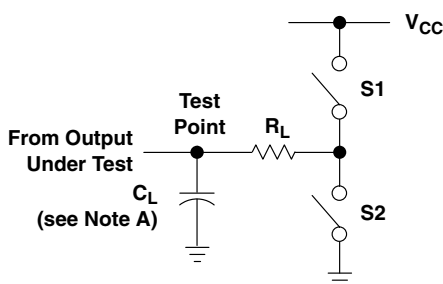 V_CC
S1
Test
Point
R_L
From Output
Under Test
C_L
(see Note A)
S2